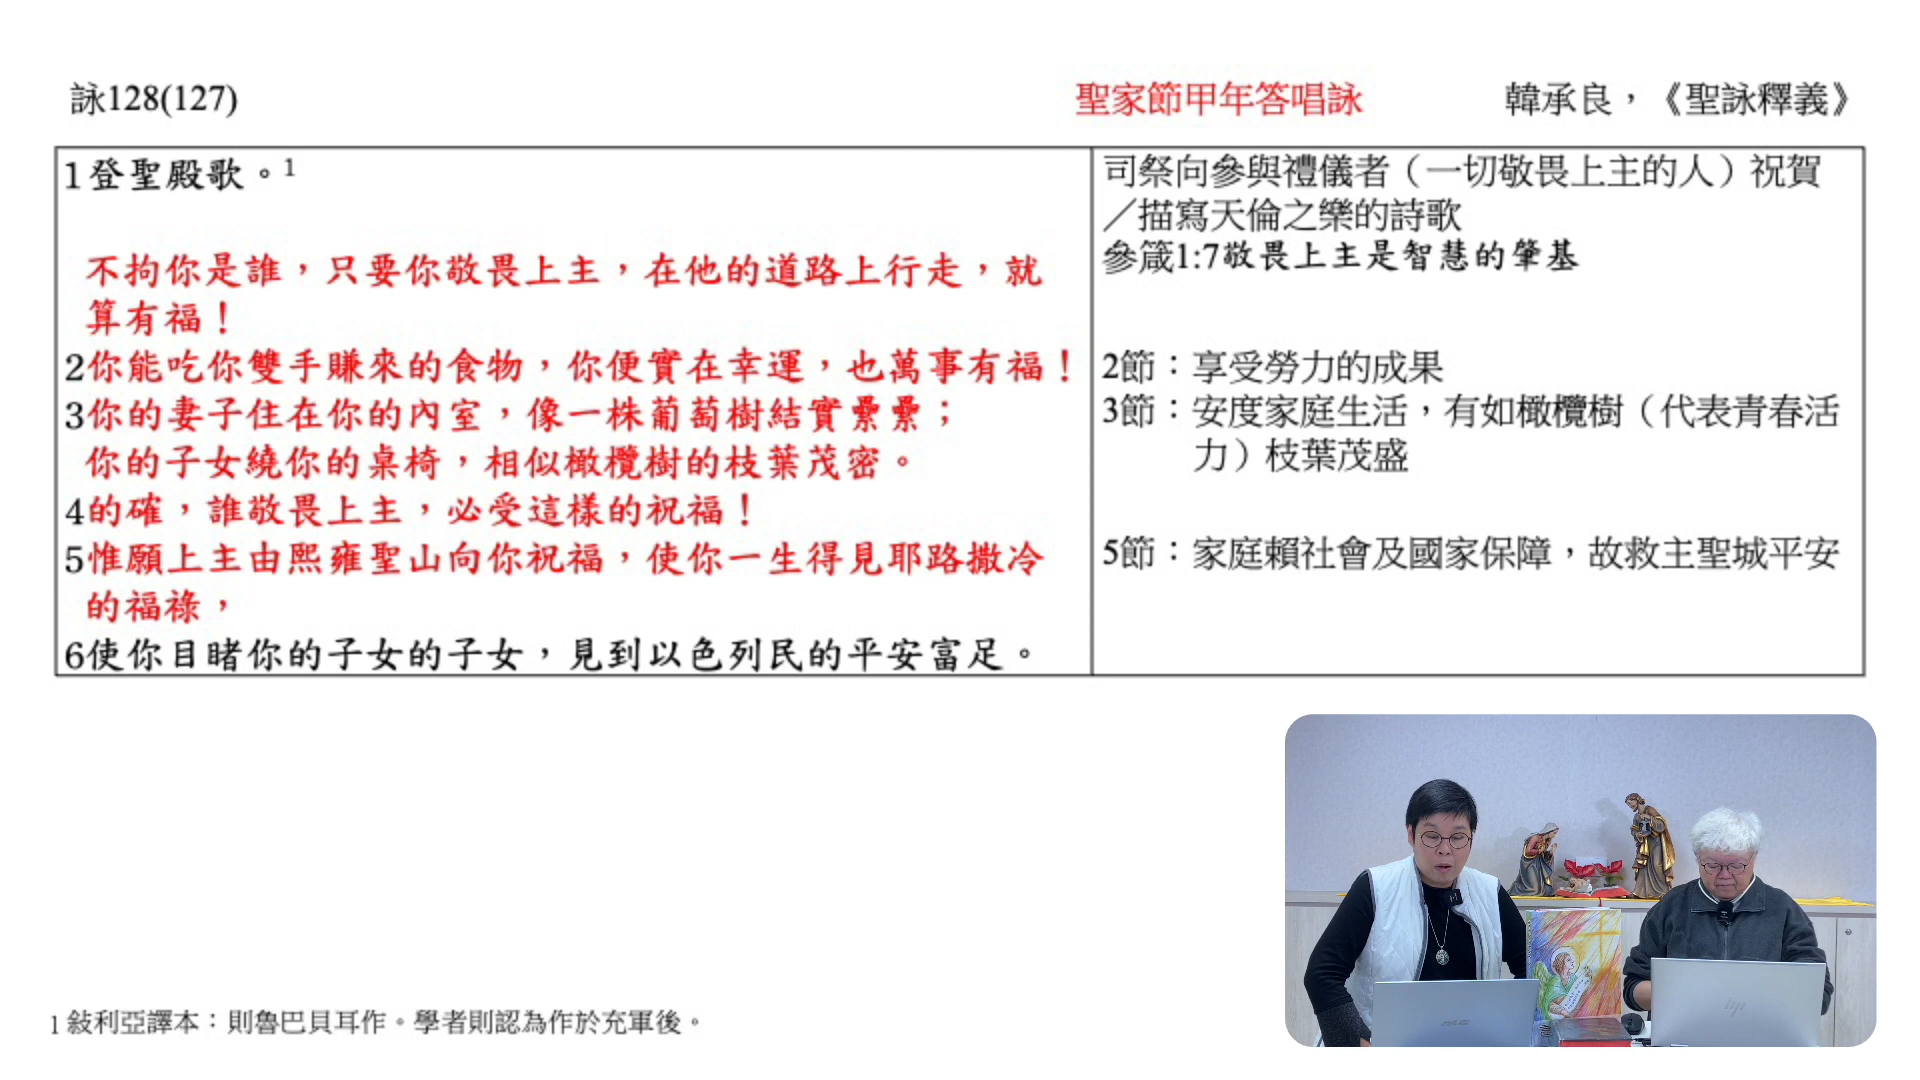 詠128(127)
聖家節甲年答唱詠
韓承良，《聖詠釋義》
1登聖殿歌。1
不拘你是誰，只要你敬畏上主，在他的道路上行走，就
算有福！
2你能吃你雙手賺來的食物，你便實在幸運，也萬事有福！
3你的妻子住在你的內室，像一株葡萄樹結實纍纍；
你的子女繞你的桌椅，相似橄欖樹的枝葉茂密。
4的確，誰敬畏上主，必受這樣的祝福！
5惟願上主由熙雍聖山向你祝福，使你一生得見耶路撒冷
的福祿，
6使你目睹你的子女的子女，見到以色列民的平安富足。
司祭向參與禮儀者（一切敬畏上主的人）祝賀
／描寫天倫之樂的詩歌
參箴1:7敬畏上主是智慧的肇基
2節：享受勞力的成果
3節：安度家庭生活，有如橄欖樹（代表青春活
力）枝葉茂盛
5節：家庭賴社會及國家保障，故救主聖城平安
1 敍利亞譯本：則魯巴貝耳作。學者則認為作於充軍後。
hp